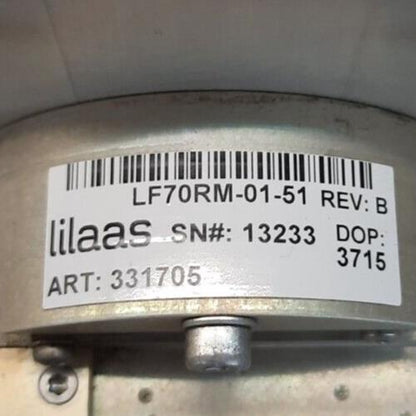 LF70RM-01-51 REV: B
lilaas SN#: 13233 DOP: 3715
ART: 331705